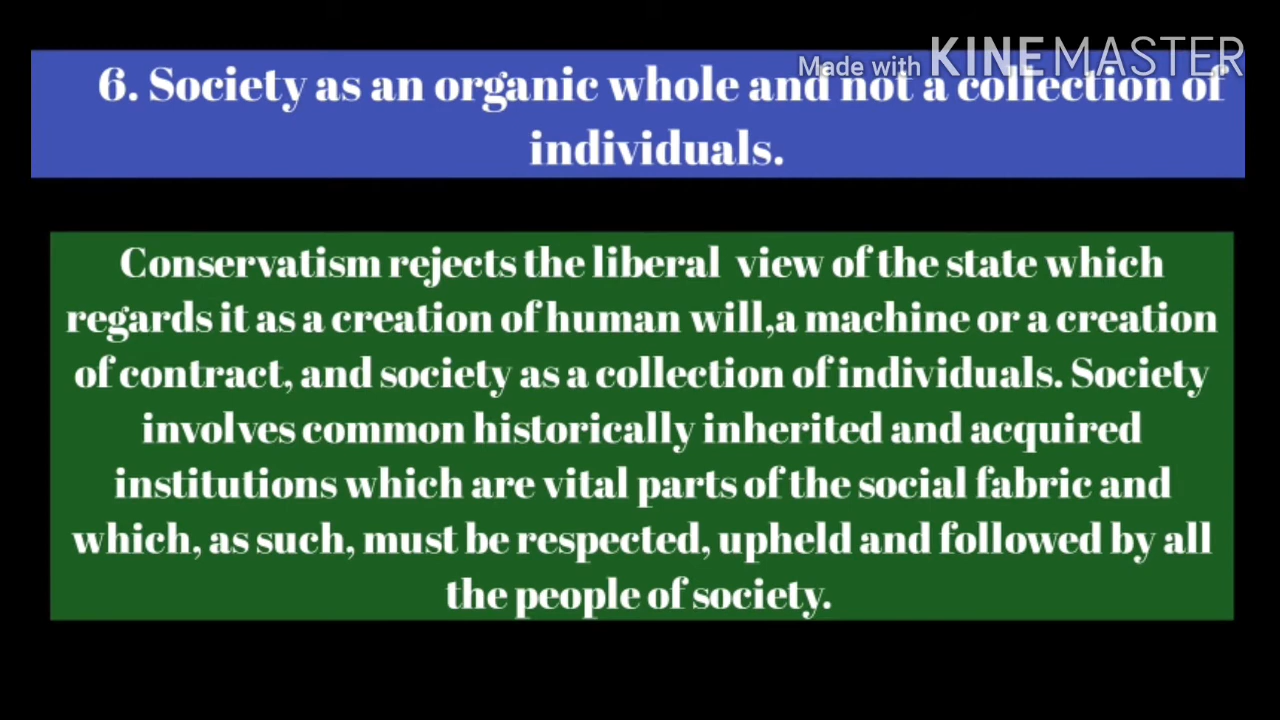 Made with KINEMASTER
6. Society as an organic whole and not a collection of
individuals.
Conservatism rejects the liberal view of the state which
regards it as a creation of human will,a machine or a creation
of contract, and society as a collection of individuals. Society
involves common historically inherited and acquired
institutions which are vital parts of the social fabric and
which, as such, must be respected, upheld and followed by all
the people of society.